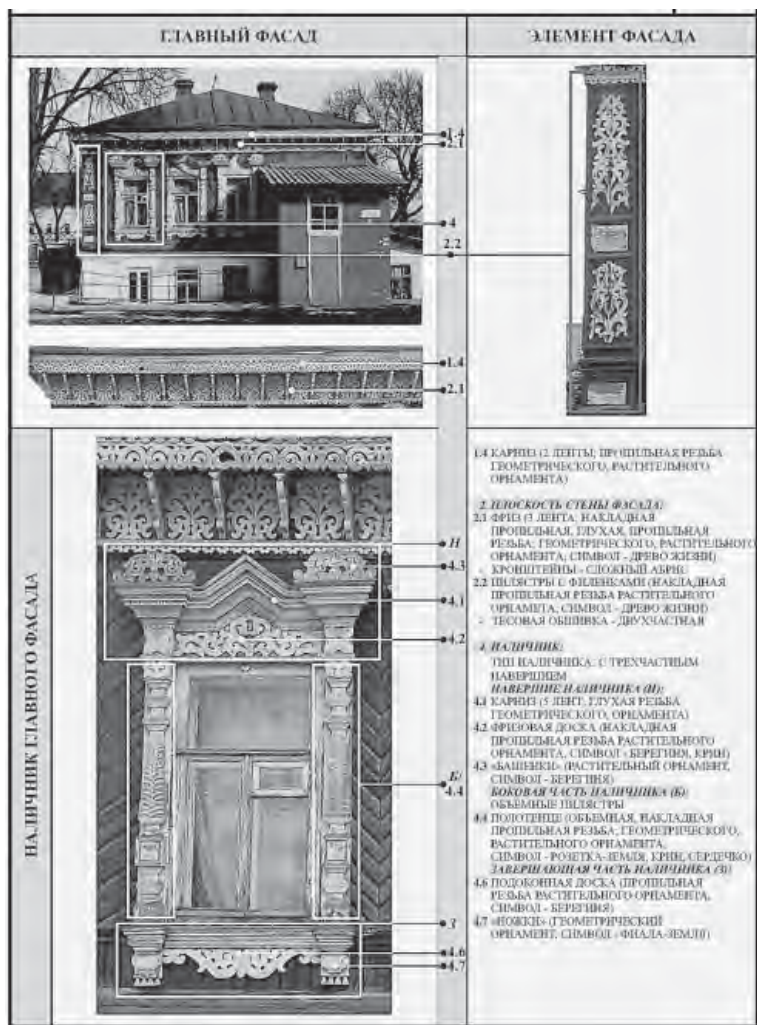 ГЛАВНЫЙ ФАСАД
ЭЛЕМЕНТ ФАСАДА
1.4
2.1
4
2.2
1.4
2.1
НАЛИЧНИК ГЛАВНОГО ФАСАДА
Н
4.3
4.1
4.2
Б/
4.4
З
4.6
4.7
1.4 КАРНИЗ (2 ЛЕНТЫ; ПРОПИЛЬНАЯ РЕЗЬБА
ГЕОМЕТРИЧЕСКОГО, РАСТИТЕЛЬНОГО
ОРНАМЕНТА)
2. ПЛОСКОСТЬ СТЕНЫ ФАСАДА:
2.1 ФРИЗ (3 ЛЕНТА: НАКЛАДНАЯ
ПРОПИЛЬНАЯ, ГЛУХАЯ, ПРОПИЛЬНАЯ
РЕЗЬБА; ГЕОМЕТРИЧЕСКОГО, РАСТИТЕЛЬНОГО
ОРНАМЕНТА, СИМВОЛ - ДРЕВО ЖИЗНИ)
- КРОНШТЕЙНЫ - СЛОЖНЫЙ АБРИС
2.2 ПИЛЯСТРЫ С ФИЛЕНКАМИ (НАКЛАДНАЯ
ПРОПИЛЬНАЯ РЕЗЬБА РАСТИТЕЛЬНОГО
ОРНАМЕТА, СИМВОЛ - ДРЕВО ЖИЗНИ)
- ТЕСОВАЯ ОБШИВКА - ДВУХЧАСТНАЯ
4. НАЛИЧНИК:
ТИП НАЛИЧНИКА: С ТРЕХЧАСТНЫМ
НАВЕРШИЕМ
НАВЕРШИЕ НАЛИЧНИКА (Н):
4.1 КАРНИЗ (5 ЛЕНТ; ГЛУХАЯ РЕЗЬБА
ГЕОМЕТРИЧЕСКОГО, ОРНАМЕНТА)
4.2 ФРИЗОВАЯ ДОСКА (НАКЛАДНАЯ
ПРОПИЛЬНАЯ РЕЗЬБА РАСТИТЕЛЬНОГО
ОРНАМЕНТА, СИМВОЛ - БЕРЕГИНЯ, КРИН)
4.3 «БАШЕНКИ» (РАСТИТЕЛЬНЫЙ ОРНАМЕНТ,
СИМВОЛ - БЕРЕГИНЯ)
БОКОВАЯ ЧАСТЬ НАЛИЧНИКА (Б):
ОБЪЕМНЫЕ ПИЛЯСТРЫ
4.4 ПОЛОТЕНЦЕ (ОБЪЕМНАЯ, НАКЛАДНАЯ
ПРОПИЛЬНАЯ РЕЗЬБА; ГЕОМЕТРИЧЕСКОГО,
РАСТИТЕЛЬНОГО ОРНАМЕНТА,
СИМВОЛ - РОЗЕТКА-ЗЕМЛЯ, КРИН, СЕРДЕЧКО)
ЗАВЕРШАЮЩАЯ ЧАСТЬ НАЛИЧНИКА (З):
4.6 ПОДОКОННАЯ ДОСКА (ПРОПИЛЬНАЯ
РЕЗЬБА РАСТИТЕЛЬНОГО ОРНАМЕНТА,
СИМВОЛ - БЕРЕГИНЯ)
4.7 «НОЖКИ» (ГЕОМЕТРИЧЕСКИЙ
ОРНАМЕНТ, СИМВОЛ - ФИАЛА-ЗЕМЛЯ)